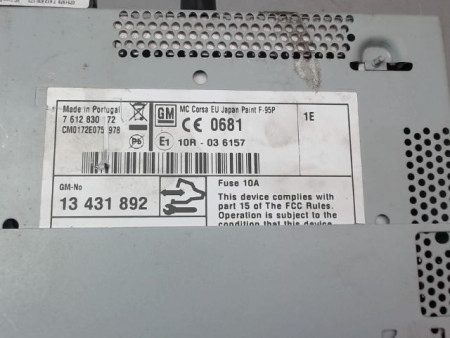 Made in Portugal
7 612 830 172
CM0172E075 978
GM
MC Corsa EU Japan Paint F-95P
CE 0681
1E
Pb
E1
10R - 03 6157
GM-No
13 431 892
Fuse 10A
This device complies with
part 15 of The FCC Rules.
Operation is subject to the
condition that this device